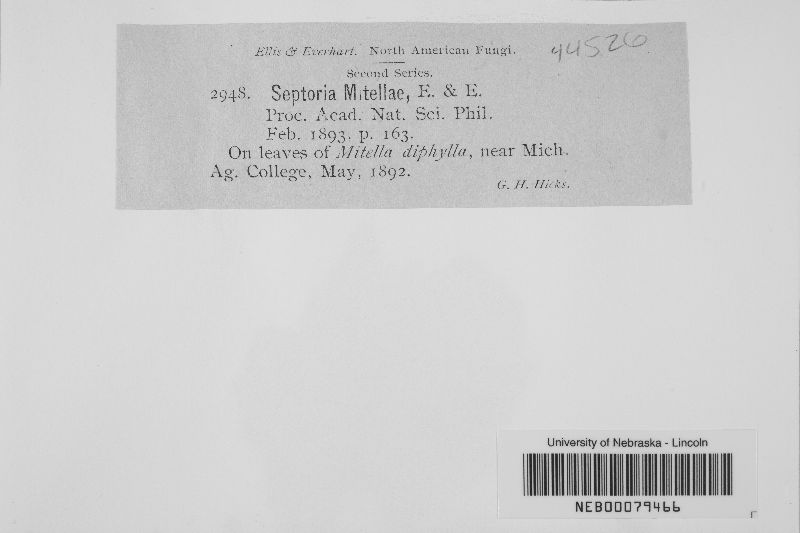 Ellis & Everhart. North American Fungi.
44526
Second Series.
2948. Septoria Mitellae, E. & E.
Proc. Acad. Nat. Sci. Phil.
Feb. 1893. p. 163.
On leaves of Mitella diphylla, near Mich.
Ag. College, May, 1892.
G. H. Hicks.
University of Nebraska - Lincoln
NEB00079466